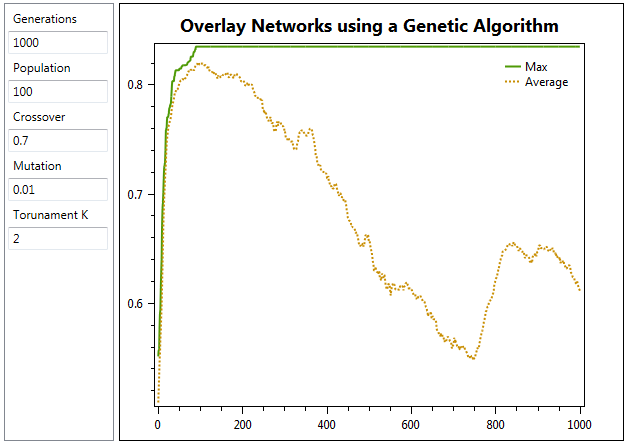 Generations
1000
Population
100
Crossover
0.7
Mutation
0.01
Torunament K
2
Overlay Networks using a Genetic Algorithm
Max
Average
0.8
0.7
0.6
0 200 400 600 800 1000